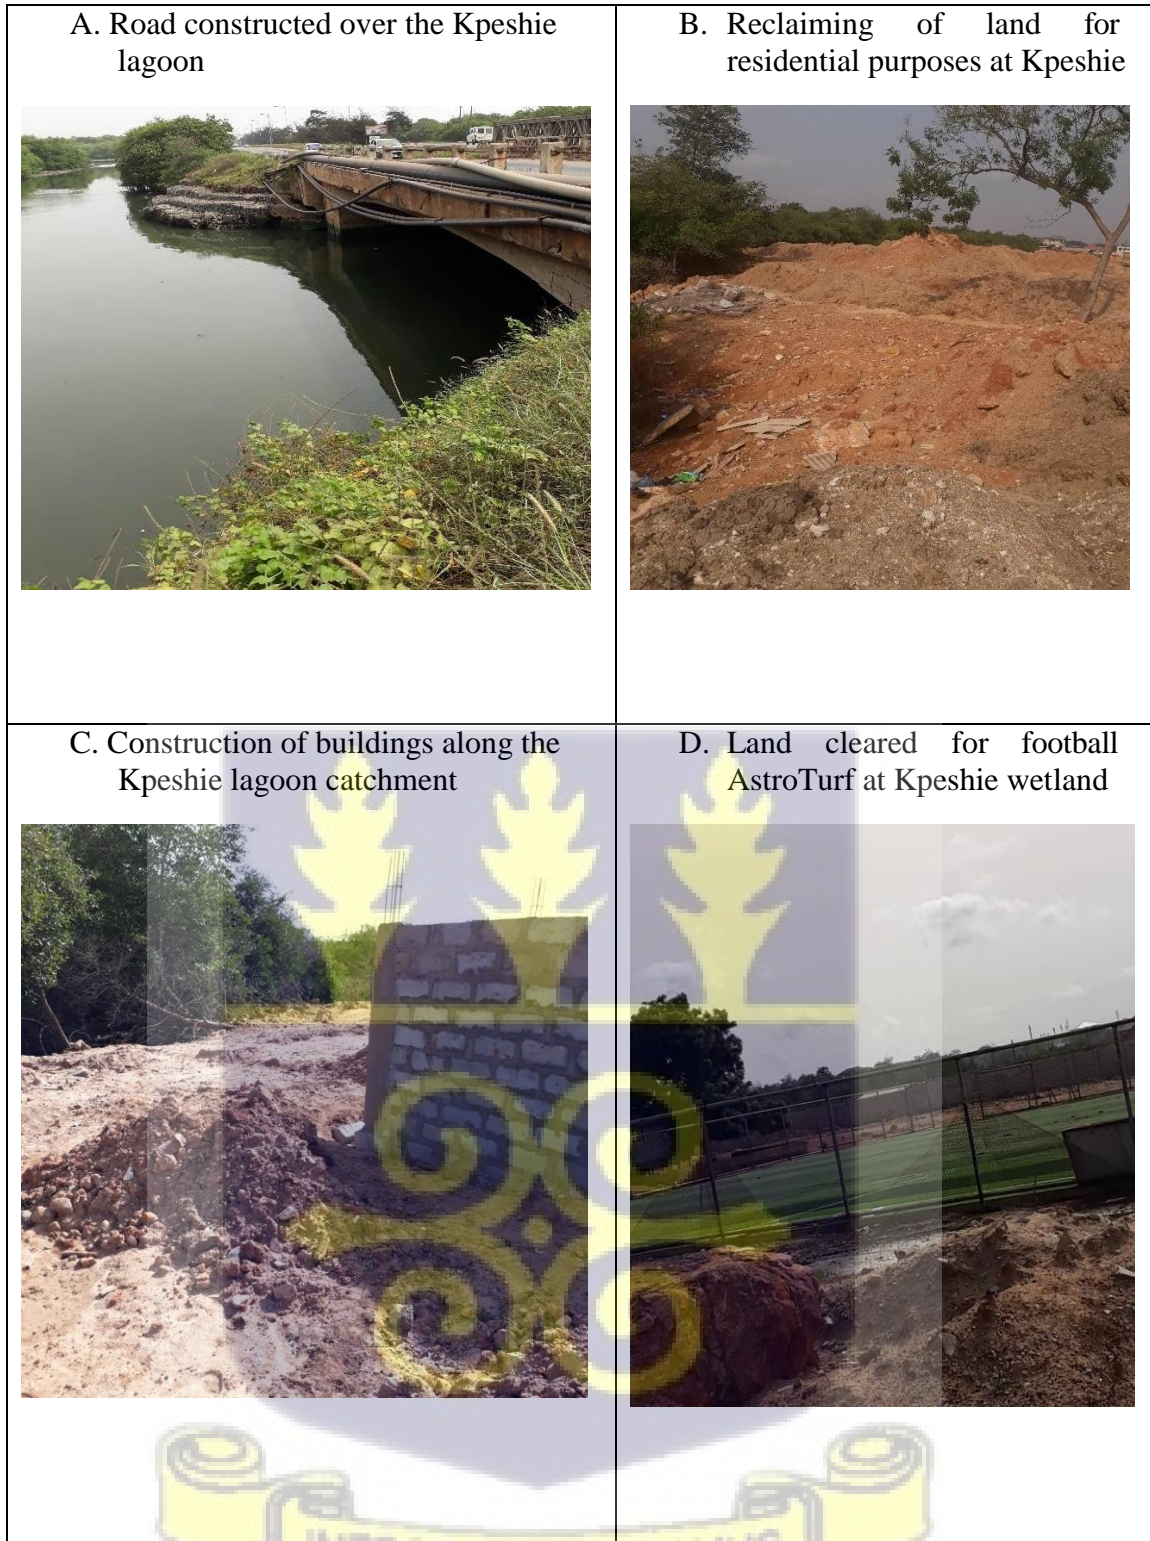 A. Road constructed over the Kpeshie
lagoon
B. Reclaiming of land for
residential purposes at Kpeshie
C. Construction of buildings along the
Kpeshie lagoon catchment
D. Land cleared for football
AstroTurf at Kpeshie wetland